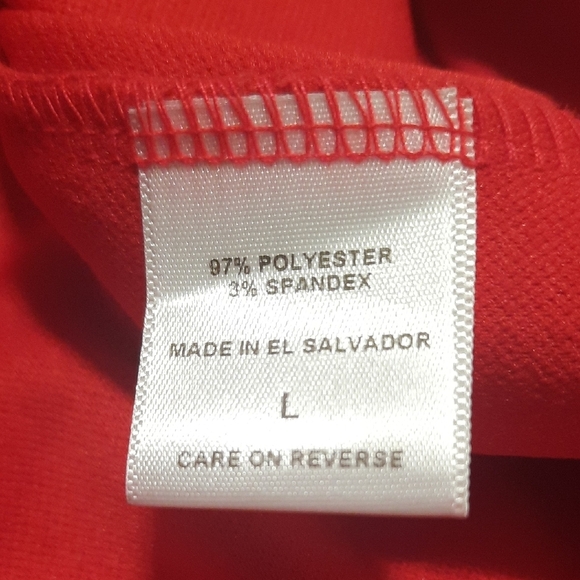 97% POLYESTER
3% SPANDEX
MADE IN EL SALVADOR
L
CARE ON REVERSE